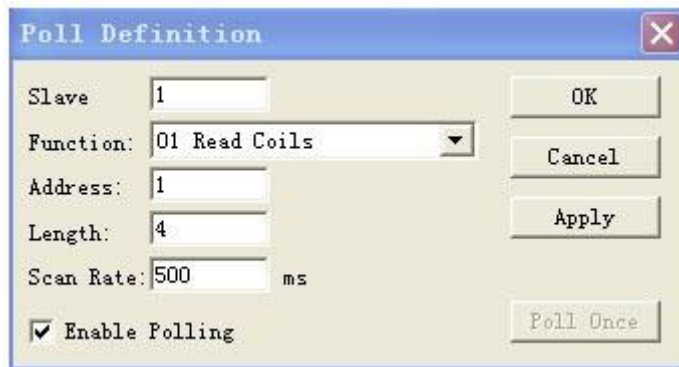 Poll Definition
Slave 1
OK
Function: 01 Read Coils
Cancel
Address: 1
Apply
Length: 4
Scan Rate: 500 ms
Enable Polling
Poll Once